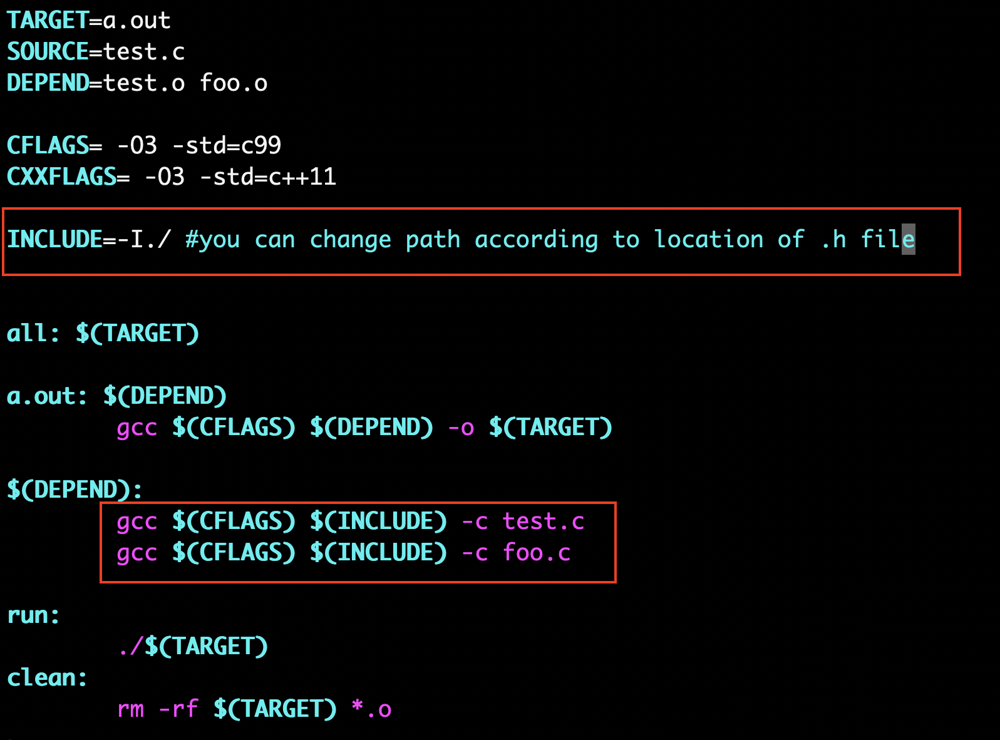 TARGET=a.out
SOURCE=test.c
DEPEND=test.o foo.o
CFLAGS= -O3 -std=c99
CXXFLAGS= -O3 -std=c++11
INCLUDE=-I./ #you can change path according to location of .h file
all: $(TARGET)
a.out: $(DEPEND)
gcc $(CFLAGS) $(DEPEND) -o $(TARGET)
$(DEPEND):
gcc $(CFLAGS) $(INCLUDE) -c test.c
gcc $(CFLAGS) $(INCLUDE) -c foo.c
run:
./$(TARGET)
clean:
rm -rf $(TARGET) *.o